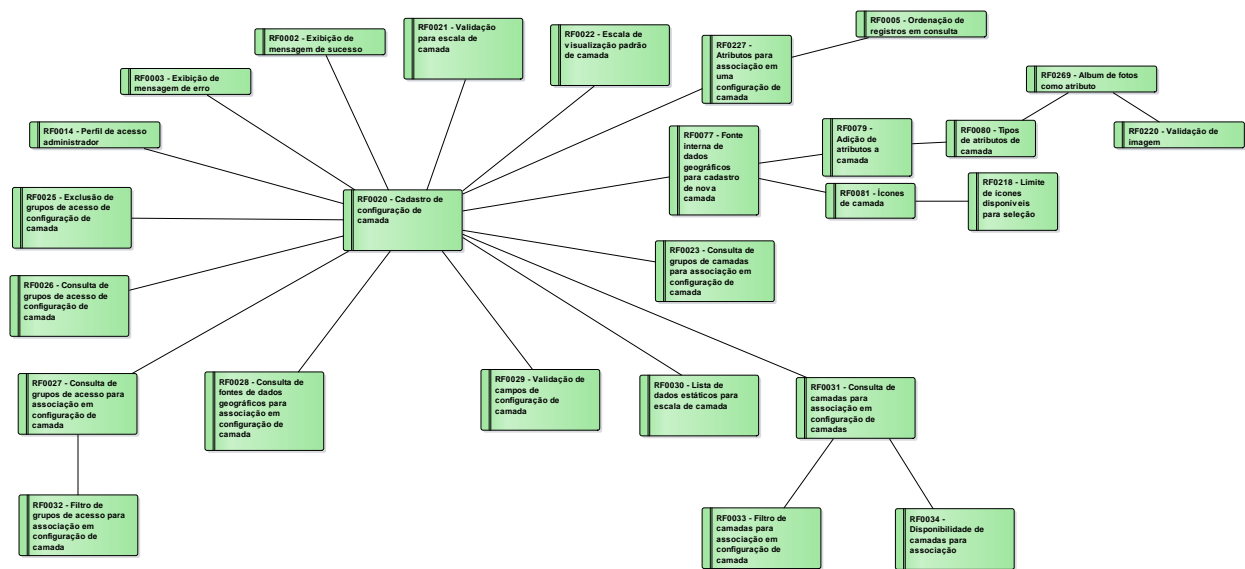 RF0005 - Ordenação de
registros em consulta
RF0021 - Validação
para escala de
camada
RF0022 - Escala de
visualização padrão
de camada
RF0002 - Exibição de
mensagem de sucesso
RF0227 -
Atributos para
associação em
uma
configuração de
camada
RF0003 - Exibição de
mensagem de erro
RF0269 - Album de fotos
como atributo
RF0014 - Perfil de acesso
administrador
RF0077 - Fonte
interna de
dados
geográficos
para cadastro
de nova
camada
RF0079 -
Adição de
atributos a
camada
RF0080 - Tipos
de atributos de
camada
RF0220 - Validação de
imagem
RF0025 - Exclusão de
grupos de acesso de
configuração de
camada
RF0020 - Cadastro de
configuração de
camada
RF0081 - Ícones
de camada
RF0218 - Limite
de ícones
disponiveis
para seleção
RF0023 - Consulta de
grupos de camadas
para associação em
configuração de
camada
RF0026 - Consulta de
grupos de acesso de
configuração de
camada
RF0027 - Consulta de
grupos de acesso para
associação em
configuração de
camada
RF0028 - Consulta de
fontes de dados
geográficos para
associação em
configuração de
camada
RF0029 - Validação de
campos de
configuração de
camada
RF0030 - Lista de
dados estáticos para
escala de camada
RF0031 - Consulta de
camadas para
associação em
configuração de
camadas
RF0032 - Filtro de
grupos de acesso para
associação em
configuração de
camada
RF0033 - Filtro de
camadas para
associação em
configuração de
camada
RF0034 -
Disponibilidade de
camadas para
associação